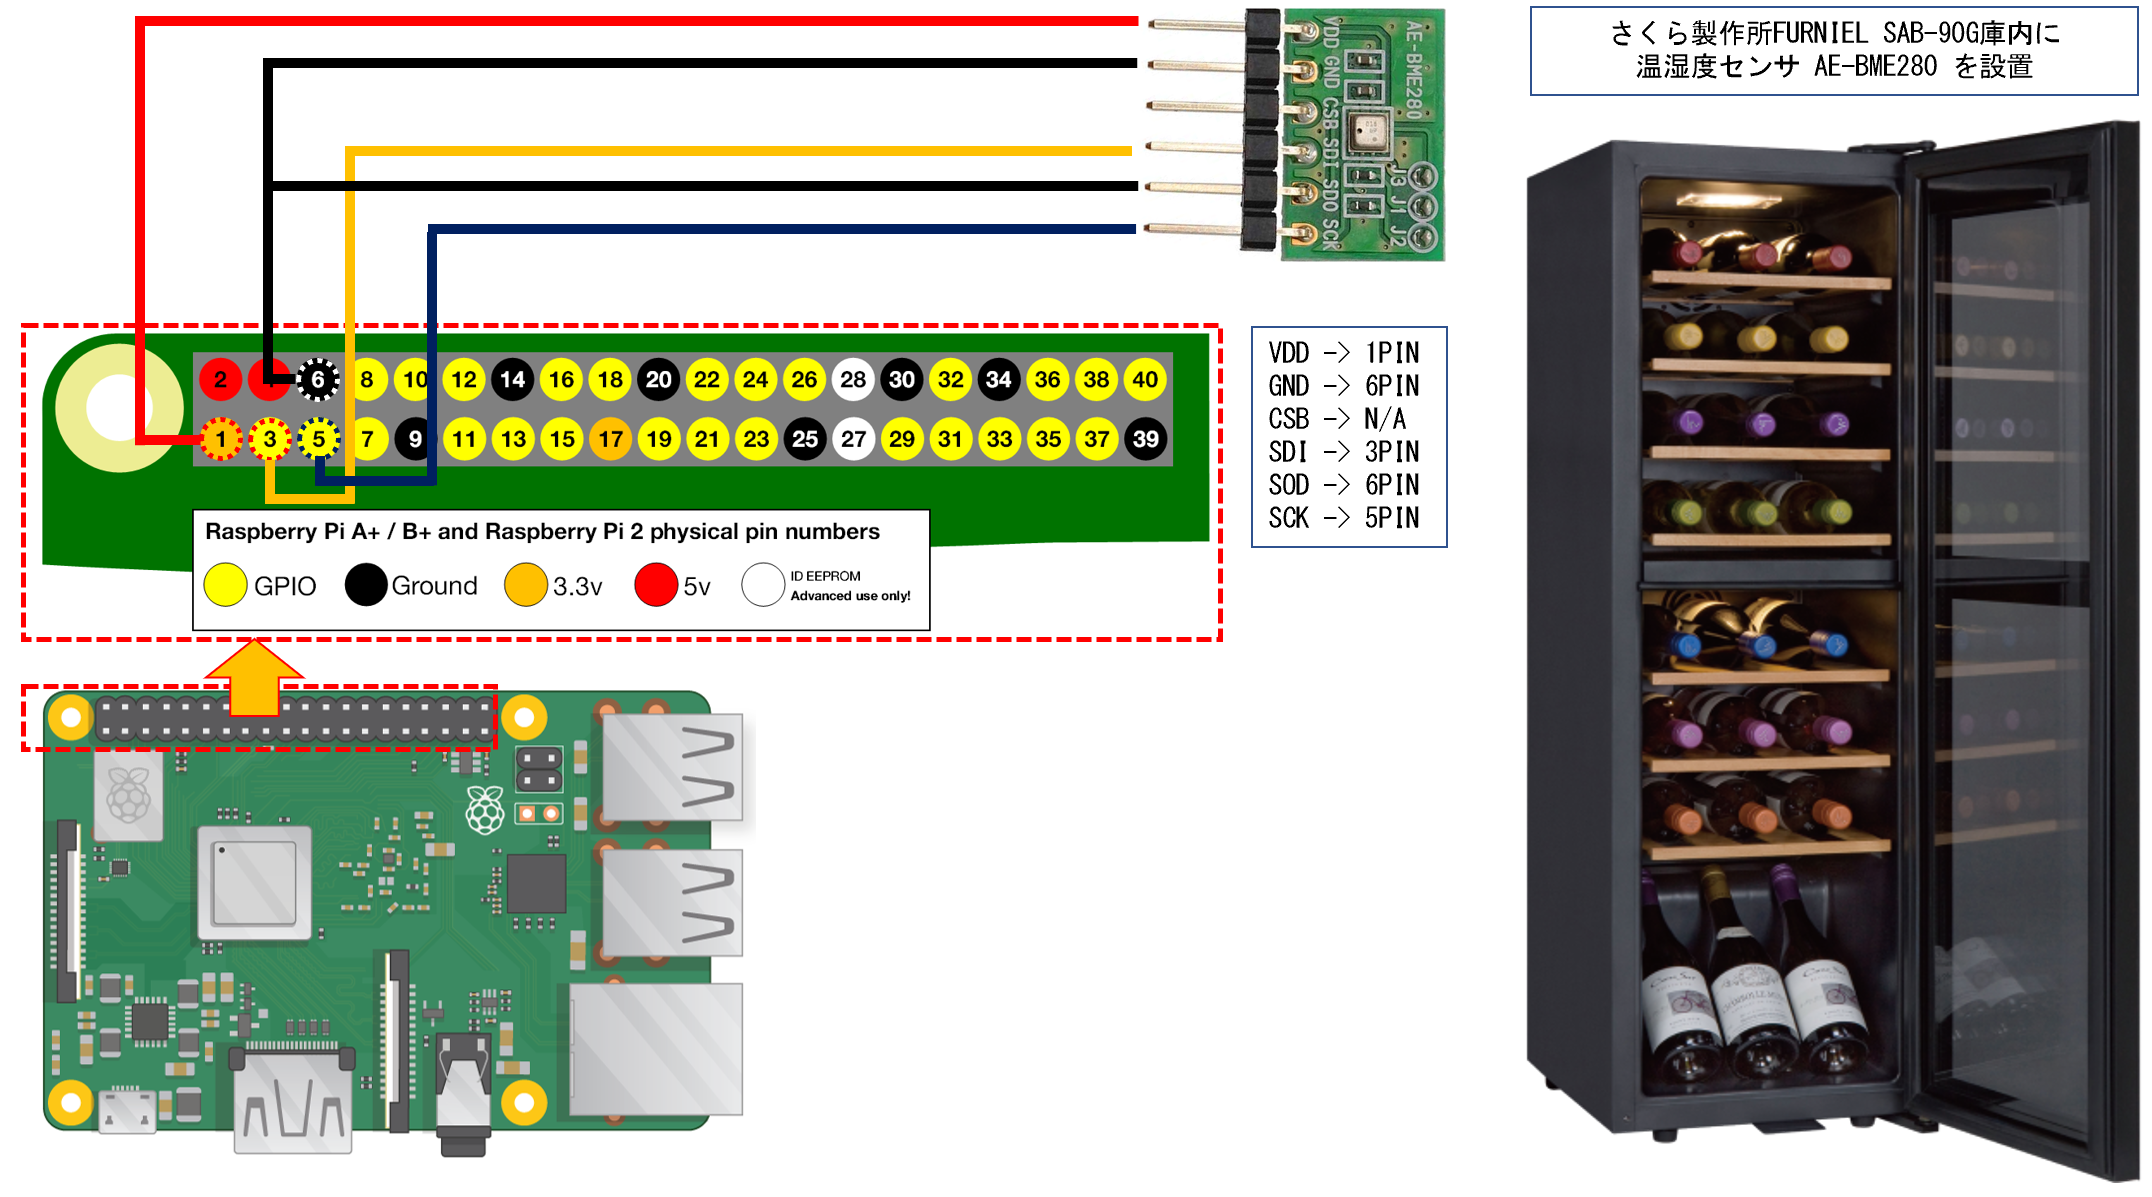 VDD GND CSB SDI SDO SCK
AE-BME280
J3 J1 J2
さくら製作所FURNIEL SAB-90G庫内に
温湿度センサ AE-BME280 を設置
2 6 8 10 12 14 16 18 20 22 24 26 28 30 32 34 36 38 40
1 3 5 7 9 11 13 15 17 19 21 23 25 27 29 31 33 35 37 39
VDD -> 1PIN
GND -> 6PIN
CSB -> N/A
SDI -> 3PIN
SOD -> 6PIN
SCK -> 5PIN
Raspberry Pi A+ / B+ and Raspberry Pi 2 physical pin numbers
GPIO
Ground
3.3v
5v
ID EEPROM
Advanced use only!